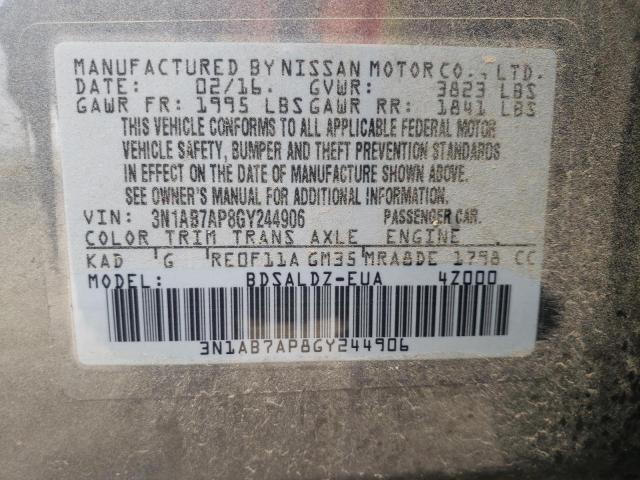 MANUFACTURED BY NISSAN MOTOR CO., LTD.
DATE: 02/16. GVWR: 3823 LBS
GAWR FR: 1995 LBS GAWR RR: 1841 LBS
THIS VEHICLE CONFORMS TO ALL APPLICABLE FEDERAL MOTOR
VEHICLE SAFETY, BUMPER AND THEFT PREVENTION STANDARDS
IN EFFECT ON THE DATE OF MANUFACTURE SHOWN ABOVE.
SEE OWNER'S MANUAL FOR ADDITIONAL INFORMATION.
VIN: 3N1AB7AP8GY244906 PASSENGER CAR.
COLOR TRIM TRANS AXLE ENGINE
KAD G RE0F11A GM35 MRA8DE 1798 CC
MODEL: BDSALDZ-EUA 4Z000
3N1AB7AP8GY244906